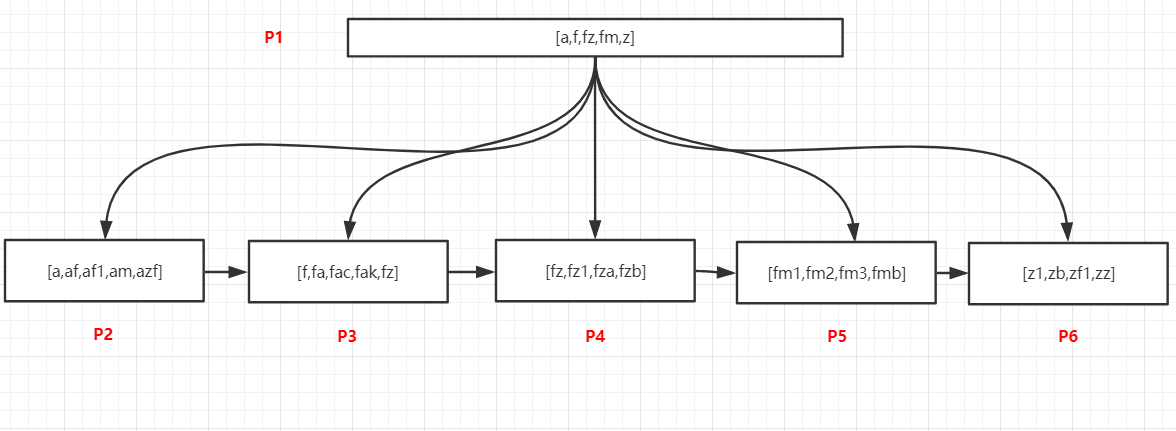 P1
[a,f,fz,fm,z]
[a,af,af1,am,azf]
[f,fa,fac,fak,fz]
[fz,fz1,fza,fzb]
[fm1,fm2,fm3,fmb]
[z1,zb,zf1,zz]
P2
P3
P4
P5
P6